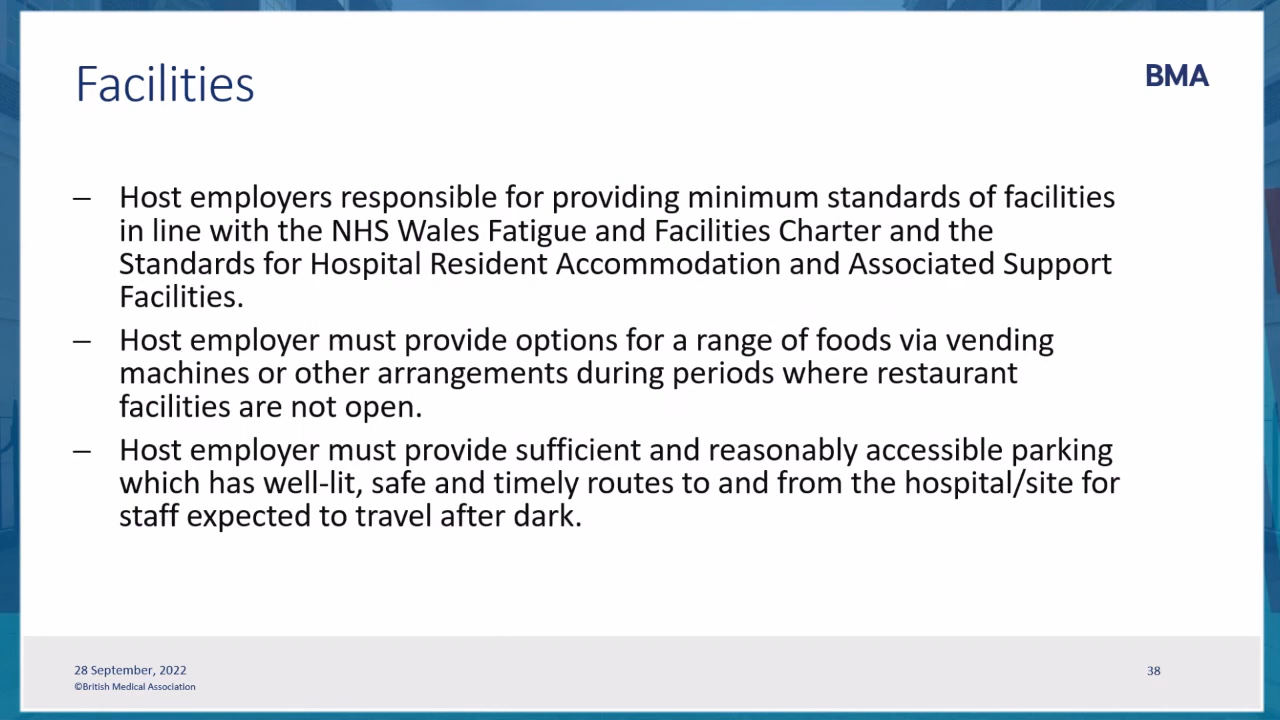 Facilities
BMA
– Host employers responsible for providing minimum standards of facilities
in line with the NHS Wales Fatigue and Facilities Charter and the
Standards for Hospital Resident Accommodation and Associated Support
Facilities.
– Host employer must provide options for a range of foods via vending
machines or other arrangements during periods where restaurant
facilities are not open.
– Host employer must provide sufficient and reasonably accessible parking
which has well-lit, safe and timely routes to and from the hospital/site for
staff expected to travel after dark.
28 September, 2022
©British Medical Association
38